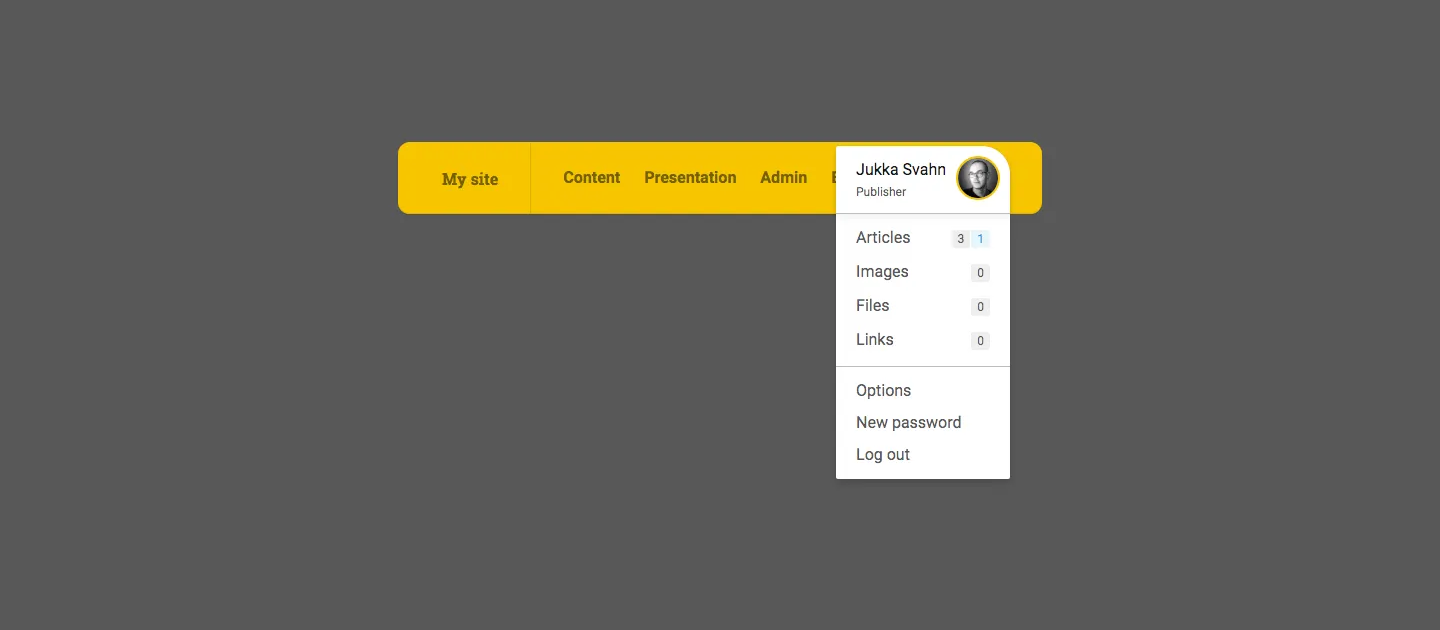 My site Content Presentation Admin
Jukka Svahn
Publisher
Articles 3 1
Images 0
Files 0
Links 0
Options
New password
Log out